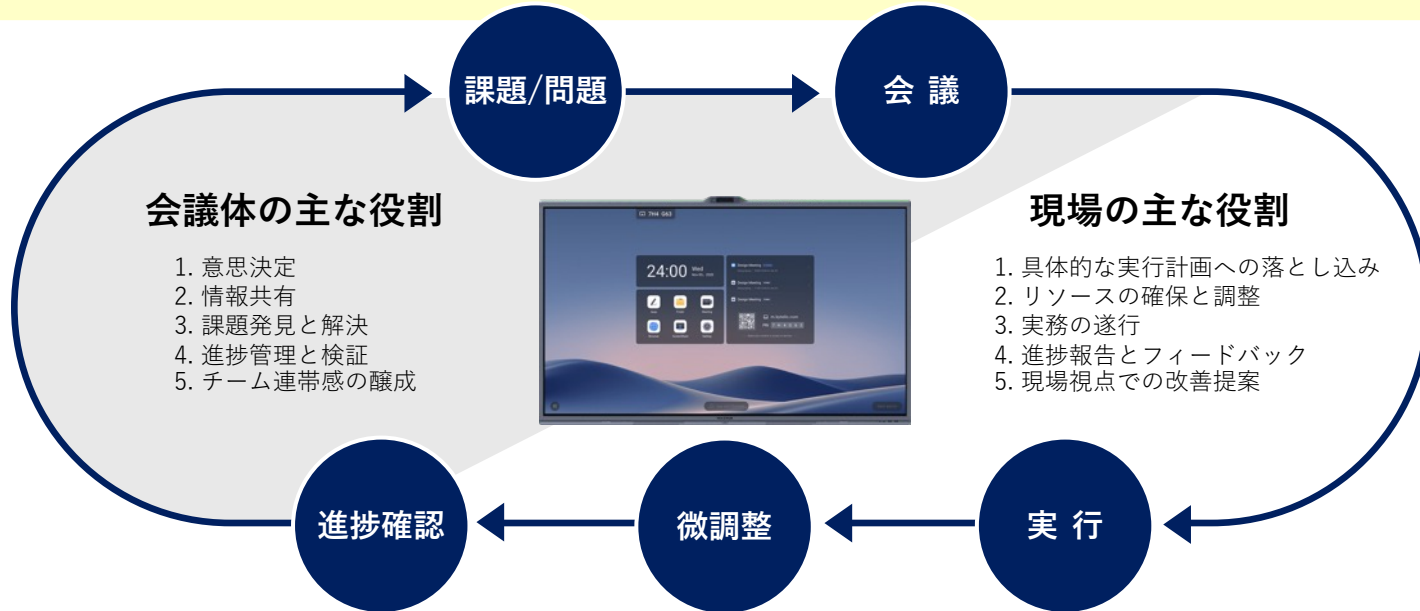 課題/問題
会 議
会議体の主な役割
1. 意思決定
2. 情報共有
3. 課題発見と解決
4. 進捗管理と検証
5. チーム連帯感の醸成
24:00 Wed
現場の主な役割
1. 具体的な実行計画への落とし込み
2. リソースの確保と調整
3. 実務の遂行
4. 進捗報告とフィードバック
5. 現場視点での改善提案
進捗確認
微調整
実 行